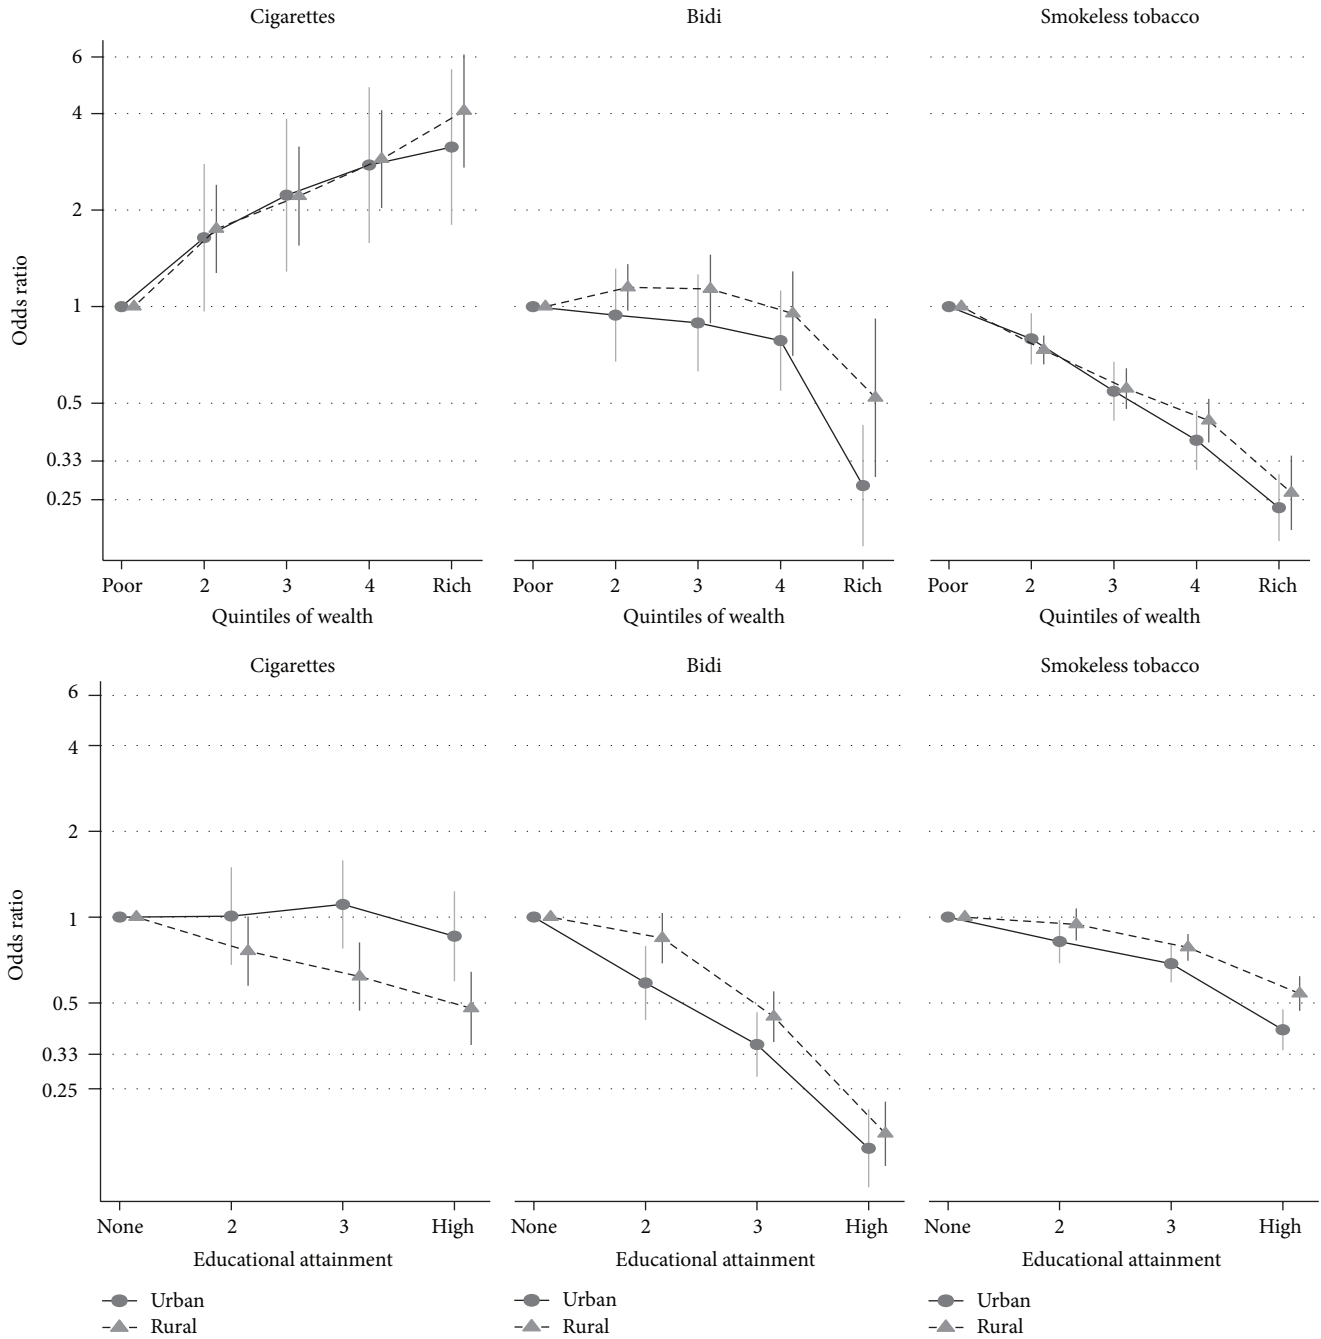 Cigarettes
Bidi
Smokeless tobacco
6
4
2
1
0.5
0.33
0.25
Odds ratio
Poor 2 3 4 Rich
Poor 2 3 4 Rich
Poor 2 3 4 Rich
Quintiles of wealth
Quintiles of wealth
Quintiles of wealth
Cigarettes
Bidi
Smokeless tobacco
6
4
2
1
0.5
0.33
0.25
Odds ratio
None 2 3 High
None 2 3 High
None 2 3 High
Educational attainment
Educational attainment
Educational attainment
Urban
Rural
Urban
Rural
Urban
Rural